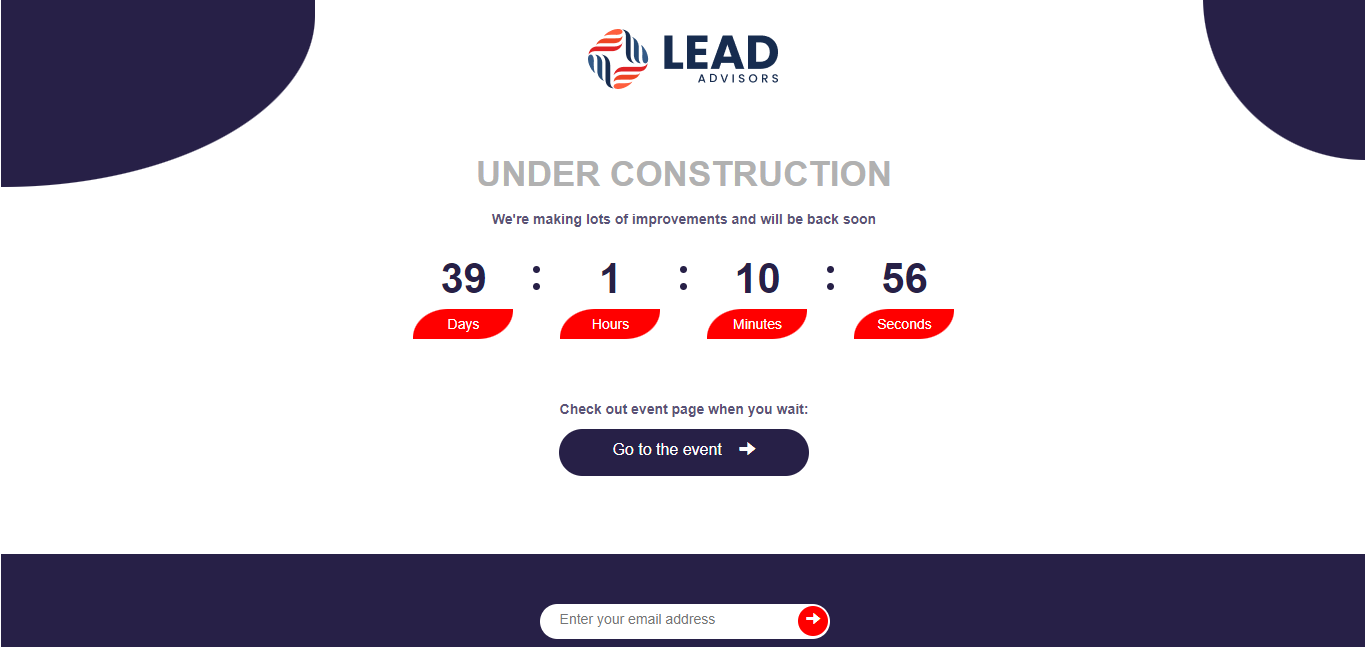 LEAD
ADVISORS
UNDER CONSTRUCTION
We're making lots of improvements and will be back soon
39 : 1 : 10 : 56
Days Hours Minutes Seconds
Check out event page when you wait:
Go to the event
Enter your email address